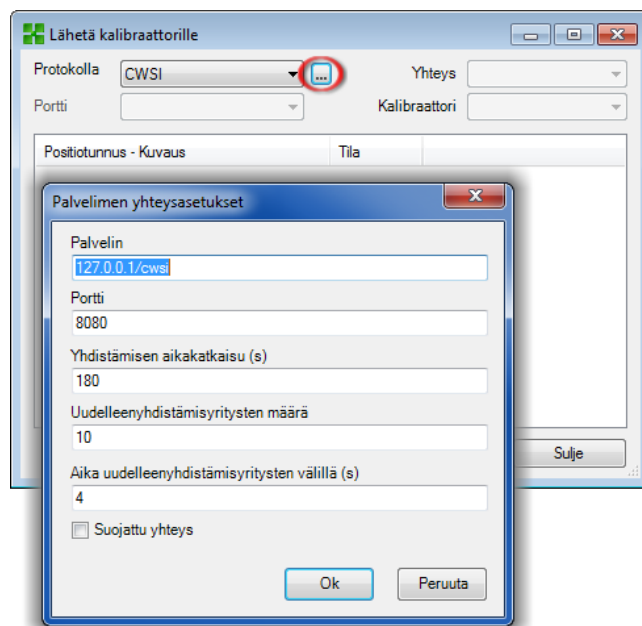 Lähetä kalibraattorille
Protokolla CWSI ... Yhteys
Portti Kalibraattori
Positiotunnus - Kuvaus Tila
Palvelimen yhteysasetukset
Palvelin
127.0.0.1/cwsi
Portti
8080
Yhdistämisen aikakatkaisu (s)
180
Uudelleenyhdistämisyritysten määrä
10
Aika uudelleenyhdistämisyritysten välillä (s)
4
Suojattu yhteys
Ok Peruuta
Sulje